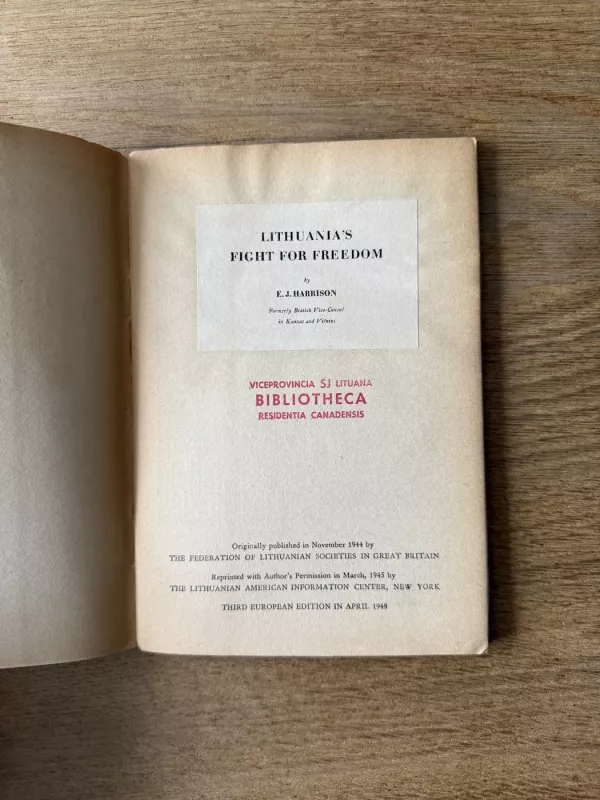 LITHUANIA'S
FIGHT FOR FREEDOM
by
E. J. HARRISON
Formerly British Vice-Consul
in Kaunas and Vilnius
VICEPROVINCIA SJ LITUANA
BIBLIOTHECA
RESIDENTIA CANADENSIS
Originally published in November 1944 by
THE FEDERATION OF LITHUANIAN SOCIETIES IN GREAT BRITAIN
Reprinted with Author's Permission in March, 1945 by
THE LITHUANIAN AMERICAN INFORMATION CENTER, NEW YORK
THIRD EUROPEAN EDITION IN APRIL 1948